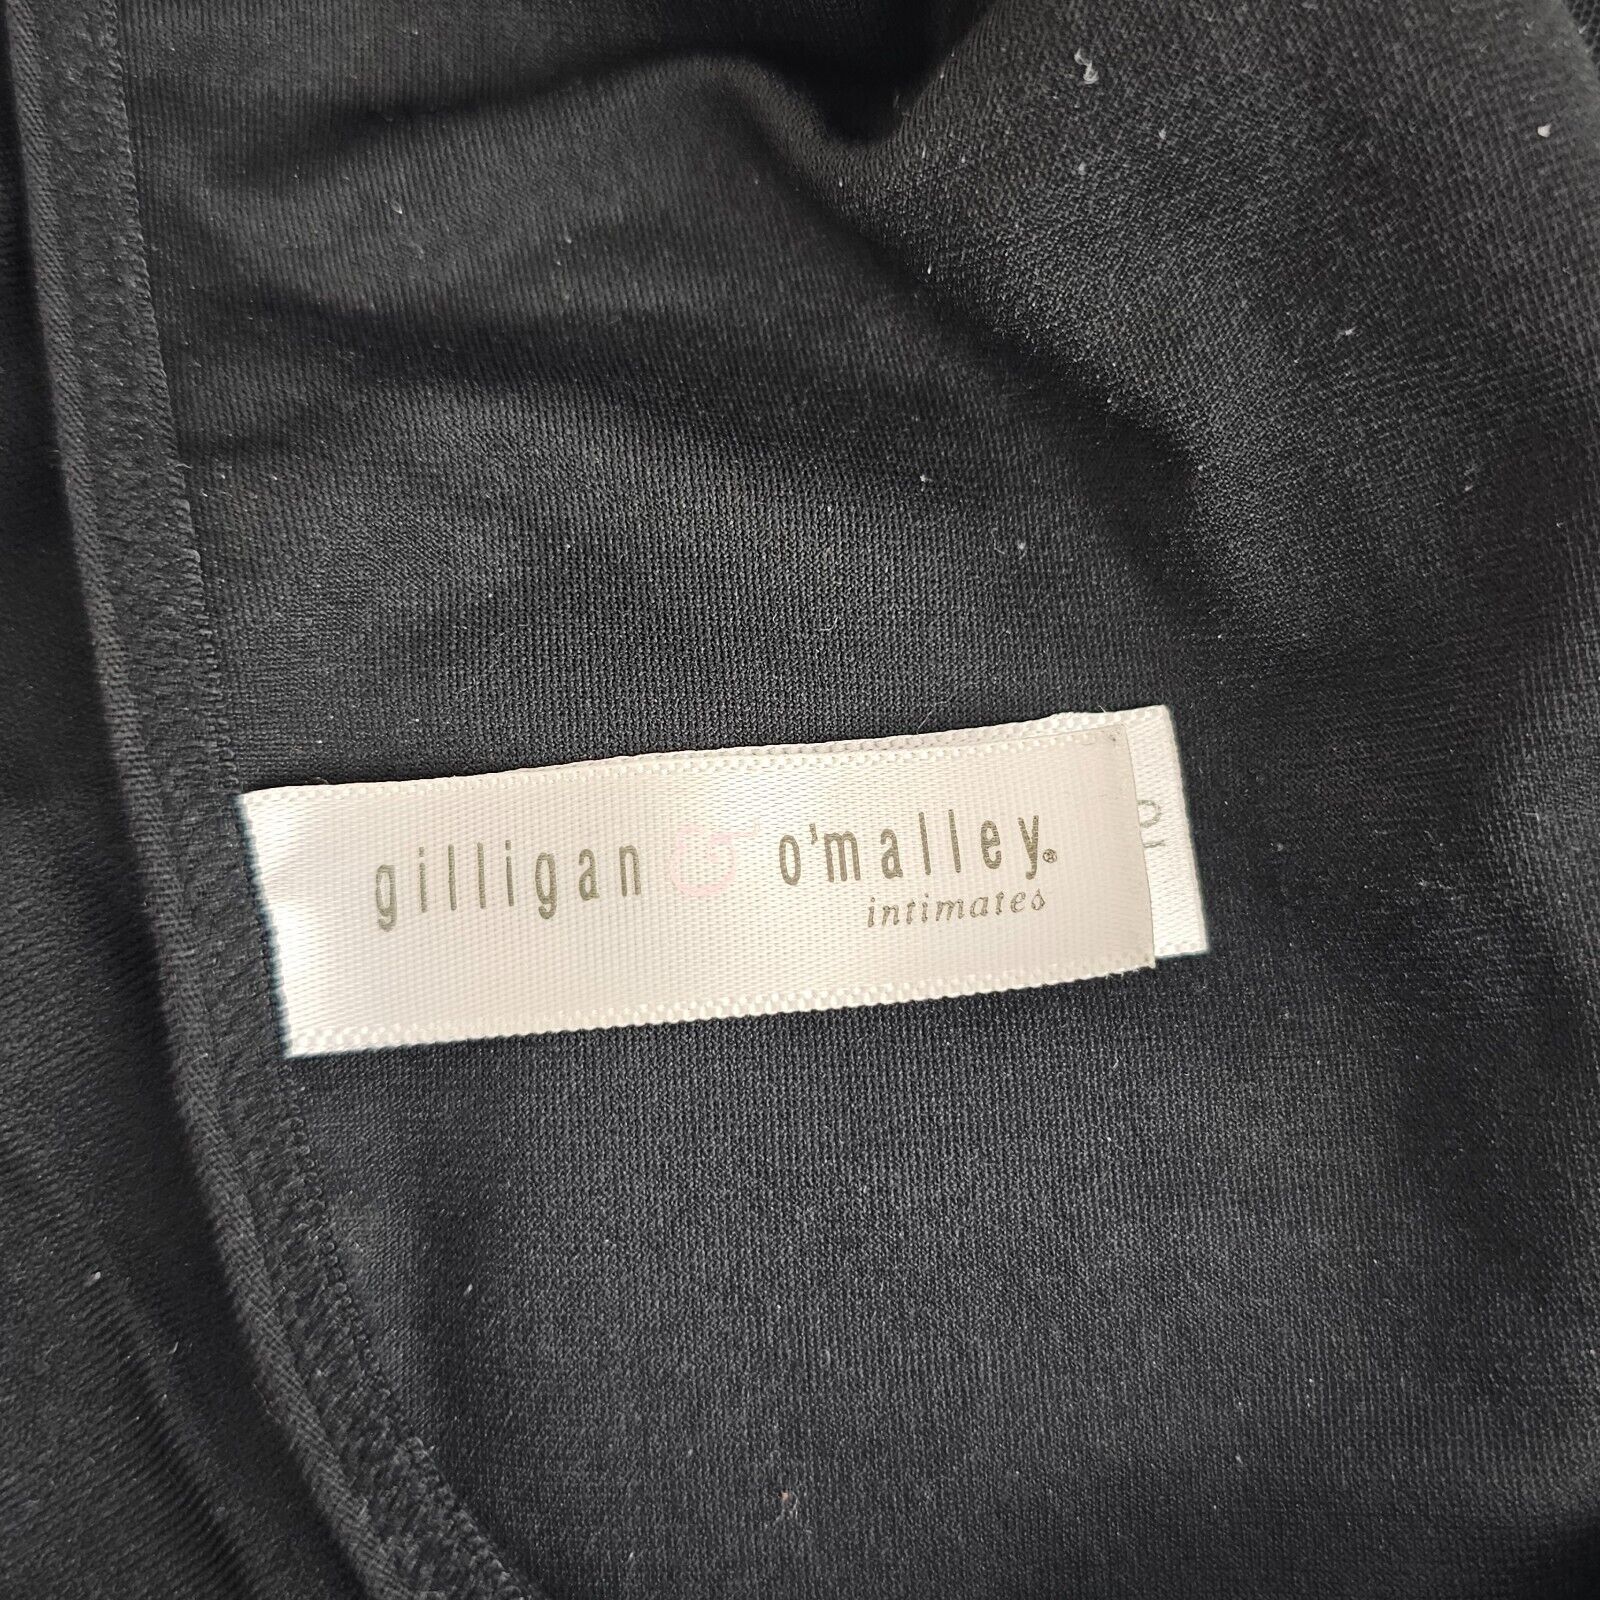 gilligan & o'malley®
intimates